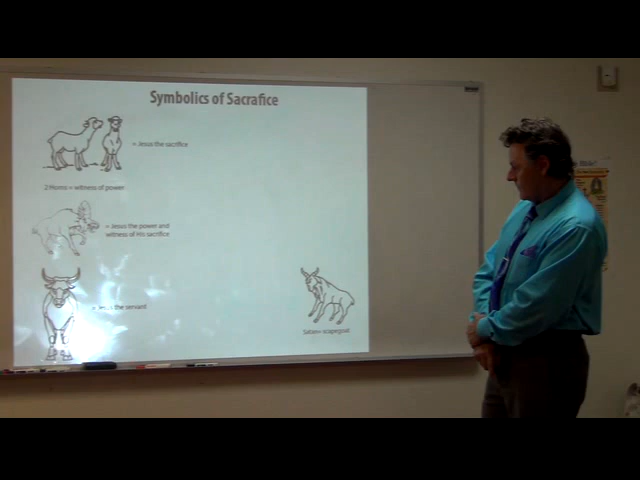 Symbolics of Sacrafice
= Jesus the sacrifice
2 Horns = witness of power
= Jesus the power and
witness of His sacrifice
the servant
Satan= scapegoat